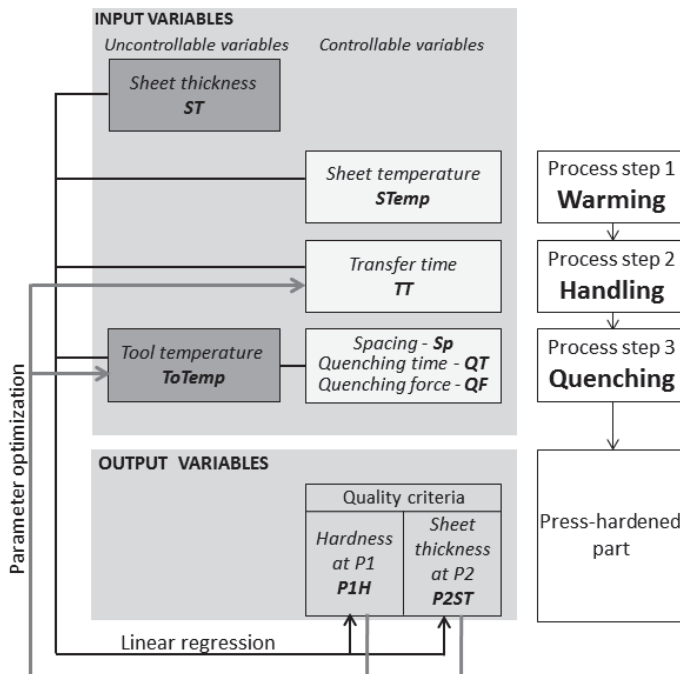 INPUT VARIABLES
Uncontrollable variables
Controllable variables
Sheet thickness
ST
Sheet temperature
STemp
Process step 1
Warming
Transfer time
TT
Process step 2
Handling
Tool temperature
ToTemp
Spacing - Sp
Quenching time - QT
Quenching force - QF
Process step 3
Quenching
Parameter optimization
OUTPUT VARIABLES
Quality criteria
Hardness
at P1
P1H
Sheet
thickness
at P2
P2ST
Press-hardened
part
Linear regression